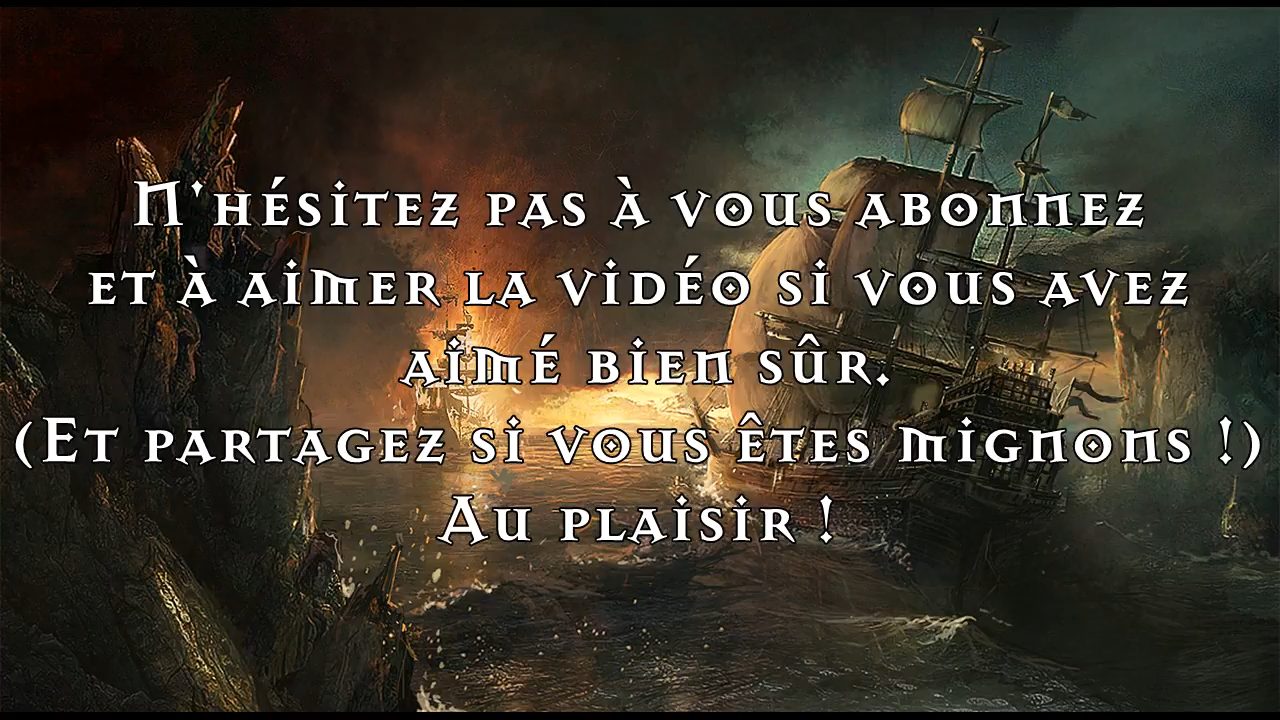 N'hésitez pas à vous abonnez
et à aimer la vidéo si vous avez
aimé bien sûr.
(Et partagez si vous êtes mignons !)
Au plaisir !